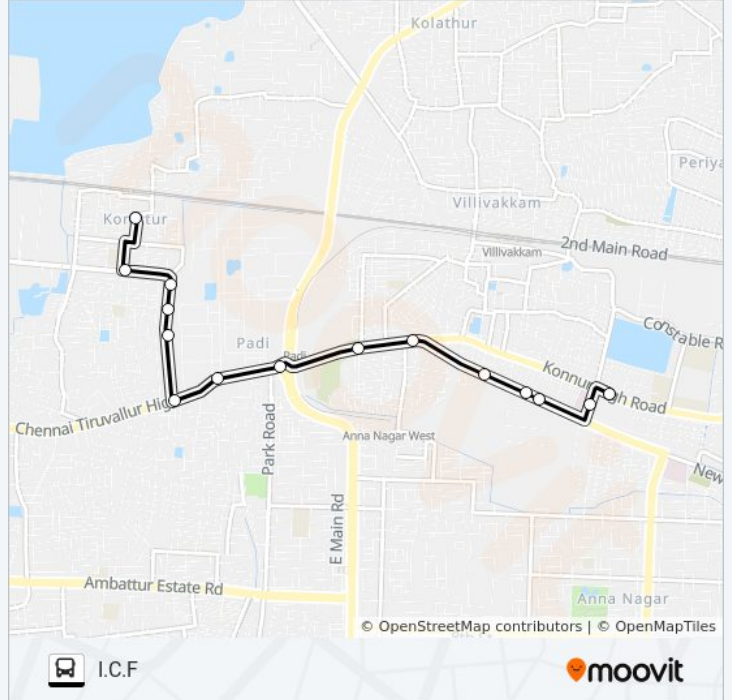 Kolathur
Periya
Korattur
Villivakkam
2nd Main Road
Villivakkam
Constable R
Padi
Padi
Konnur High Road
Chennai Tiruvallur High
Park Road
Anna Nagar West
New
E Main Rd
Ambattur Estate Rd
Anna Nagar
© OpenStreetMap contributors | © OpenMapTiles
I.C.F
moovit